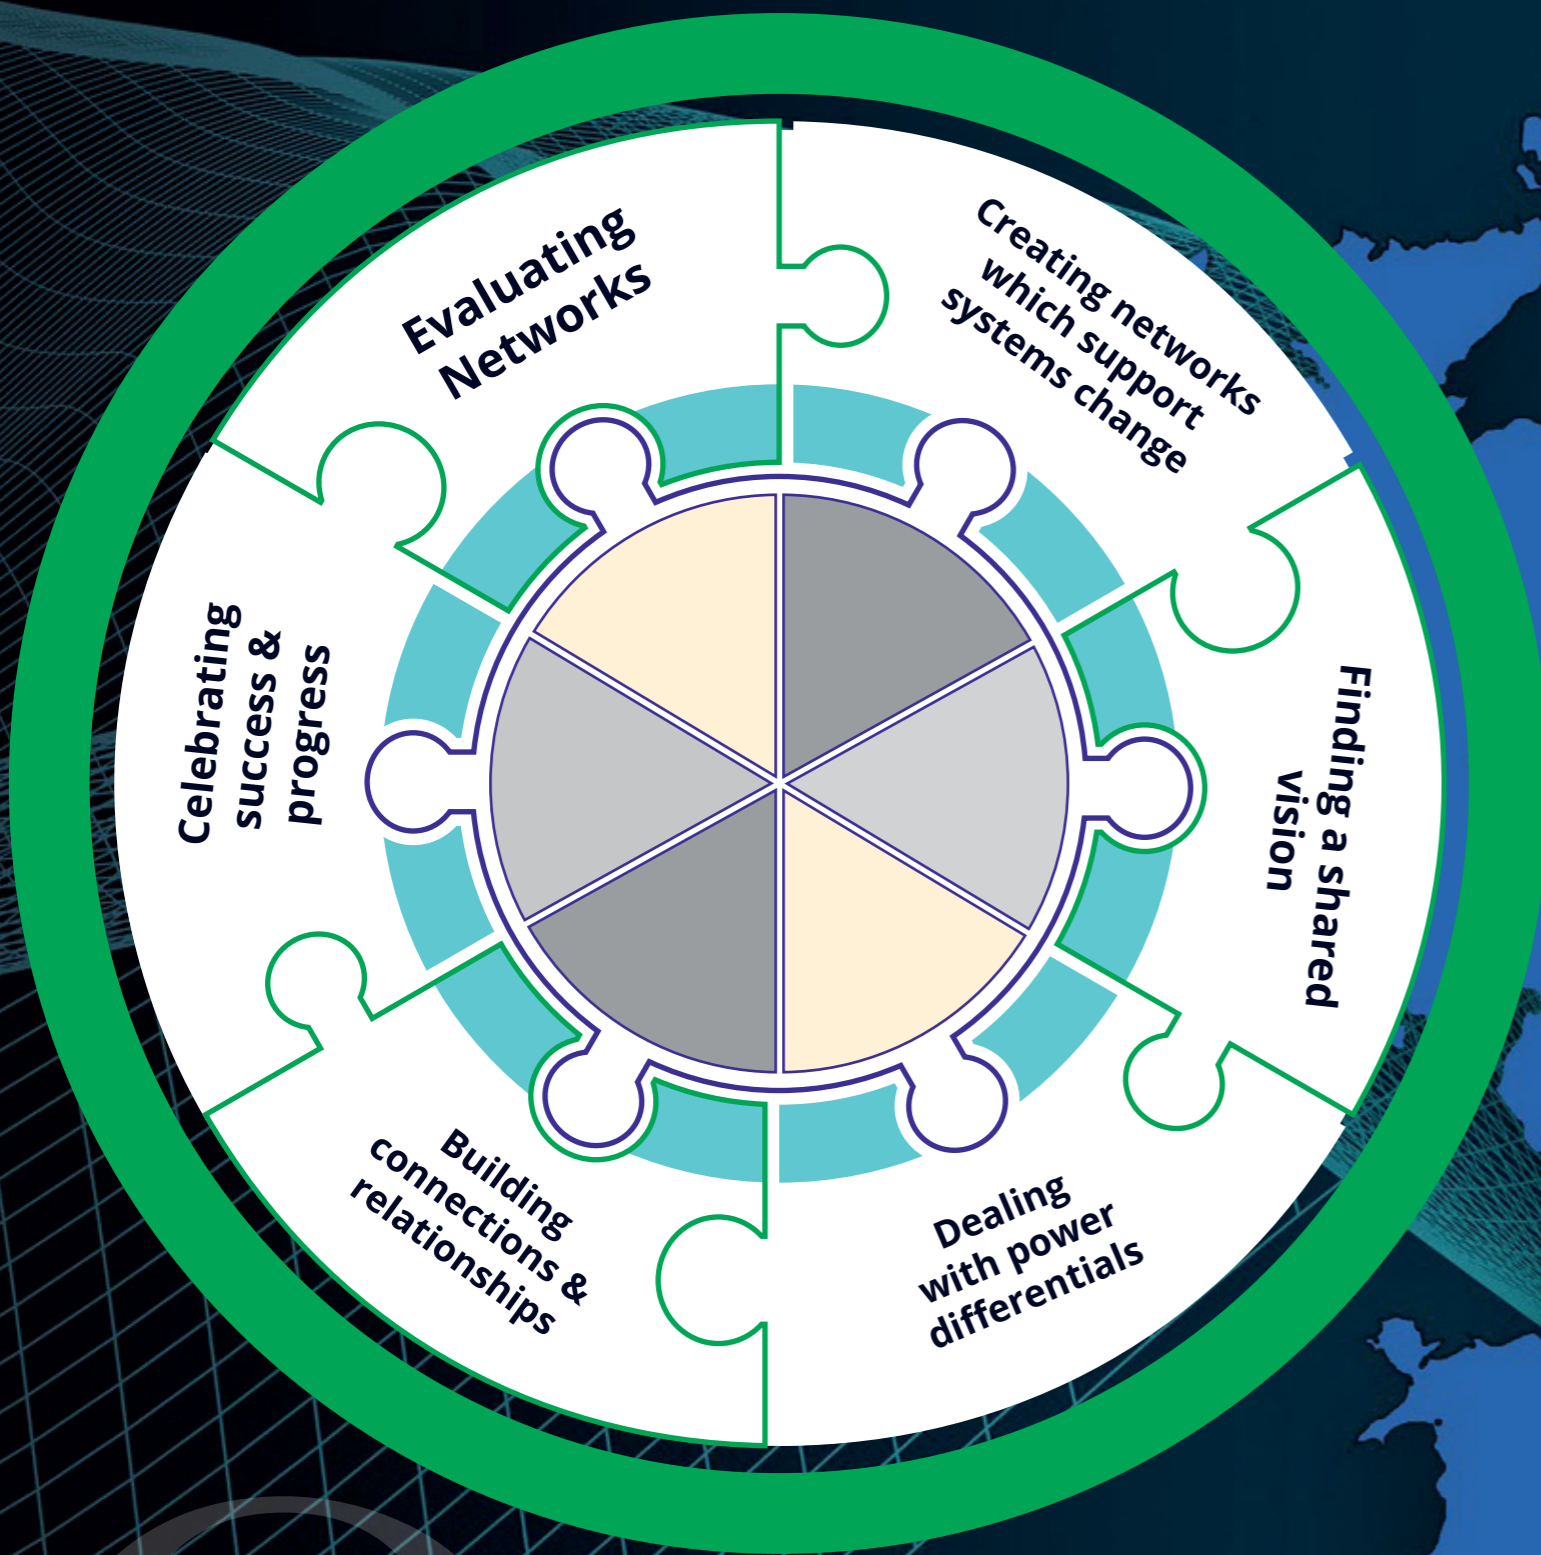 Evaluating
Networks
Creating networks
which support
systems change
Finding a shared
vision
Dealing
with power
differentials
Building
connections &
relationships
Celebrating
success &
progress